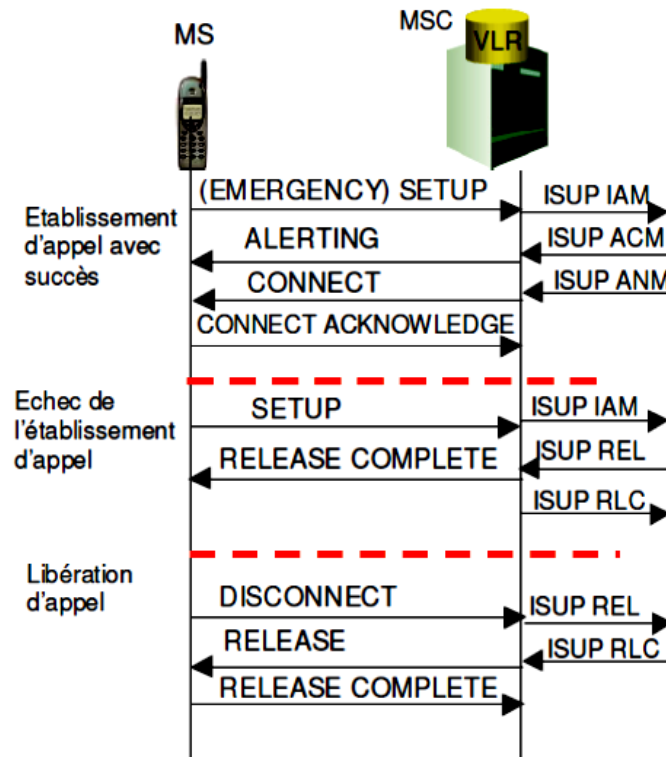 MS
MSC
VLR
(EMERGENCY) SETUP
ISUP IAM
Etablissement
d'appel avec
succès
ALERTING
ISUP ACM
CONNECT
ISUP ANM
CONNECT ACKNOWLEDGE
Echec de
l'établissement
d'appel
SETUP
ISUP IAM
RELEASE COMPLETE
ISUP REL
ISUP RLC
Libération
d'appel
DISCONNECT
ISUP REL
RELEASE
ISUP RLC
RELEASE COMPLETE